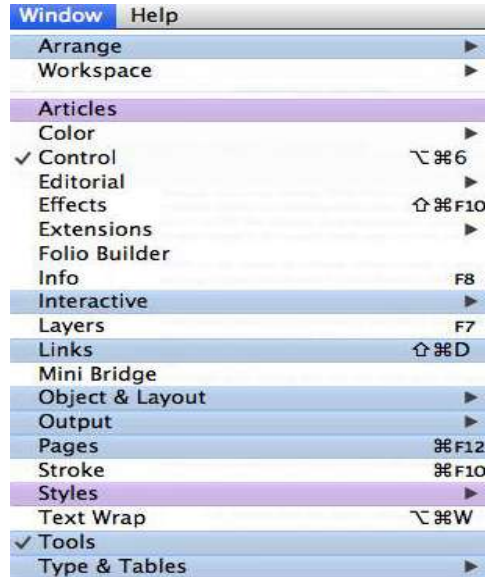 Window Help
Arrange ▶
Workspace ▶
Articles
Color ▶
✓ Control ⌥⌘6
Editorial ▶
Effects ⇧⌘F10
Extensions ▶
Folio Builder
Info F8
Interactive ▶
Layers F7
Links ⇧⌘D
Mini Bridge
Object & Layout ▶
Output ▶
Pages ⌘F12
Stroke ⌘F10
Styles ▶
Text Wrap ⌥⌘W
✓ Tools
Type & Tables ▶